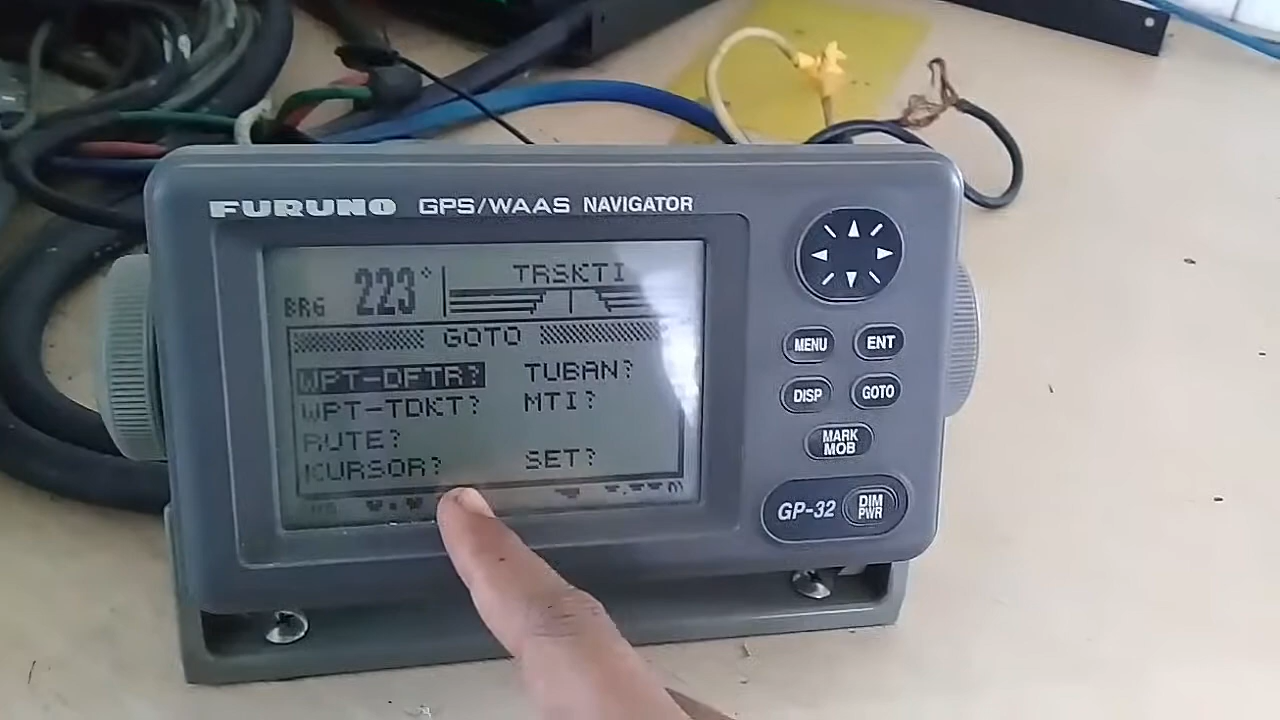 FURUNO GPS/WAAS NAVIGATOR
BRG 223° TRSKTI
GOTO
WPT-DFTR? TUBAN?
WPT-TDKT? MTI?
RUTE?
KURSOR? SET?
MENU ENT
DISP GOTO
MARK
MOB
GP-32 DIM
PWR